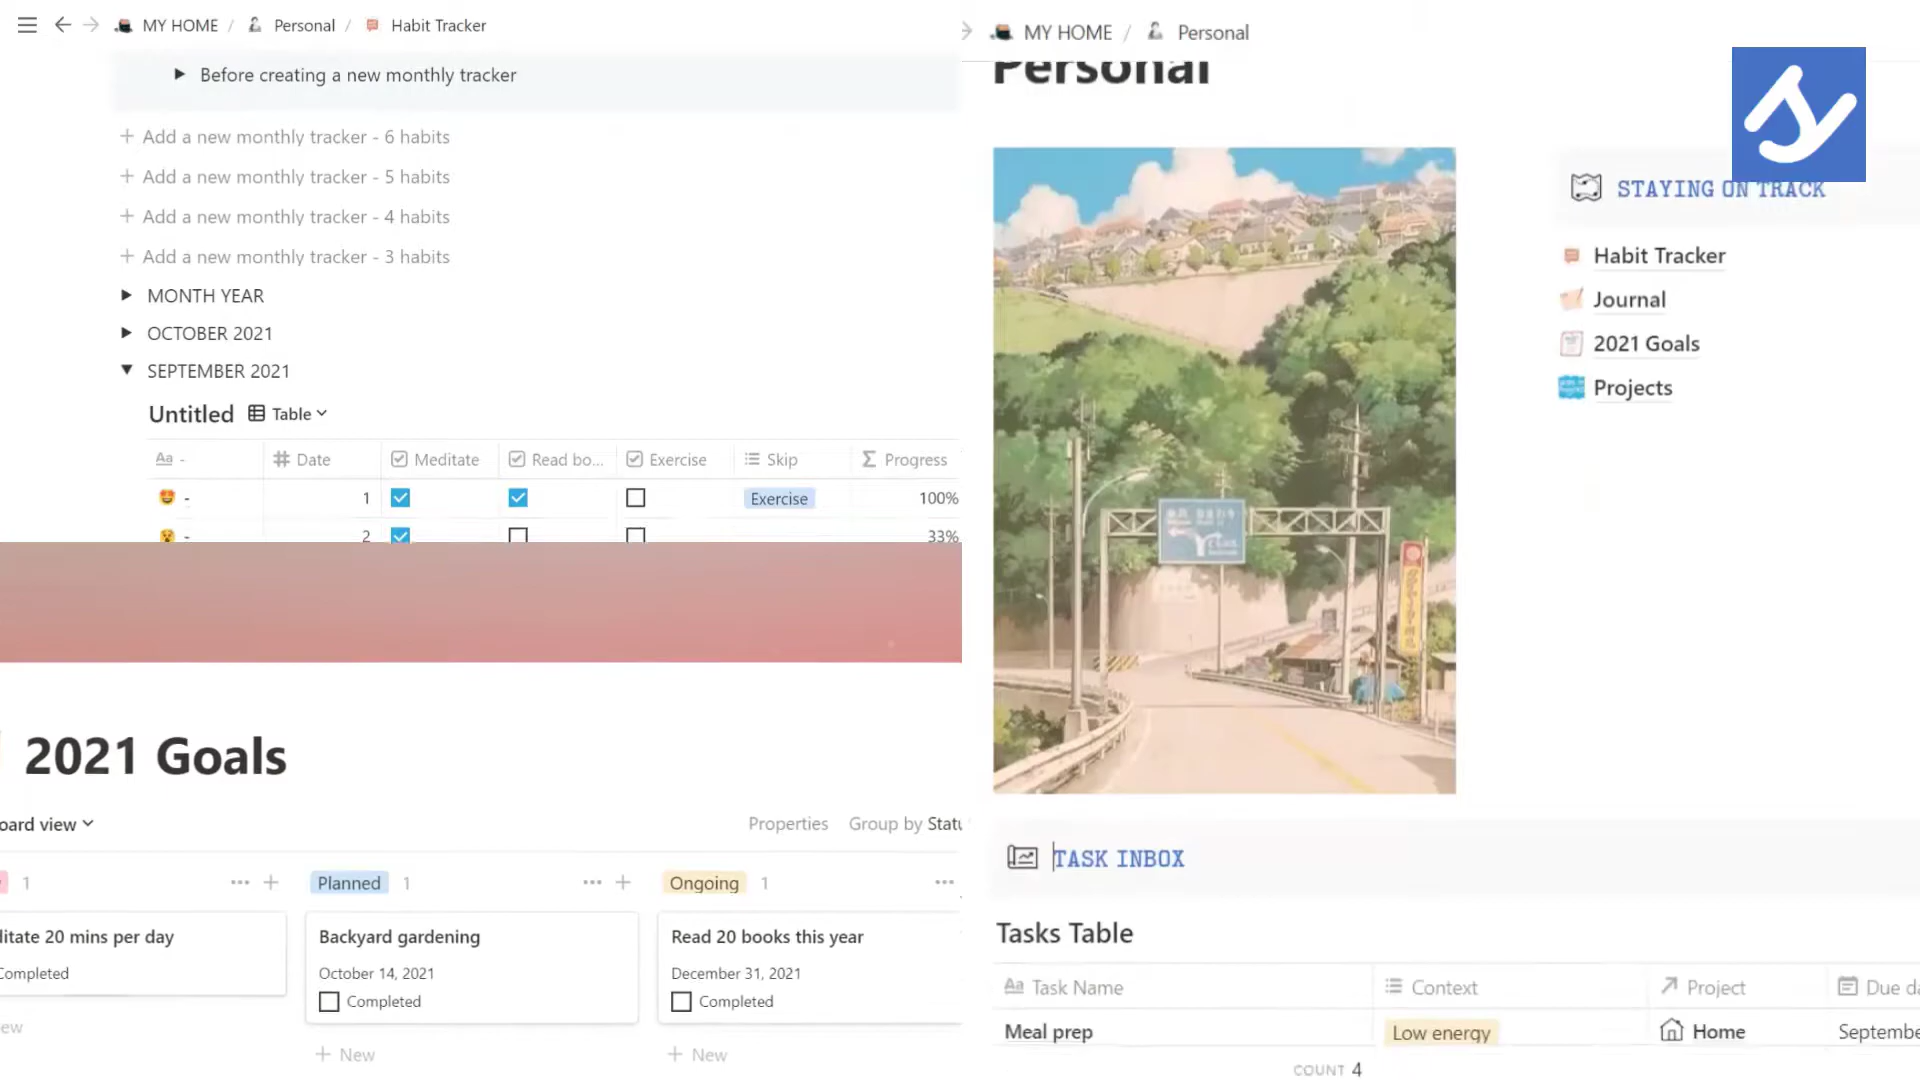 MY HOME / Personal / Habit Tracker
Before creating a new monthly tracker
+ Add a new monthly tracker - 6 habits
+ Add a new monthly tracker - 5 habits
+ Add a new monthly tracker - 4 habits
+ Add a new monthly tracker - 3 habits
MONTH YEAR
OCTOBER 2021
SEPTEMBER 2021
Untitled Table
Aa - # Date Meditate Read bo... Exercise Skip Σ Progress
- 1 Exercise 100%
- 2 33%
2021 Goals
oard view
Properties Group by Statu
1 ... +
Planned 1 ... +
Ongoing 1 ...
litate 20 mins per day
Completed
ew
Backyard gardening
October 14, 2021
Completed
+ New
Read 20 books this year
December 31, 2021
Completed
+ New
MY HOME / Personal
Personal
STAYING ON TRACK
Habit Tracker
Journal
2021 Goals
Projects
TASK INBOX
Tasks Table
Aa Task Name Context Project Due da
Meal prep Low energy Home Septembe
COUNT 4